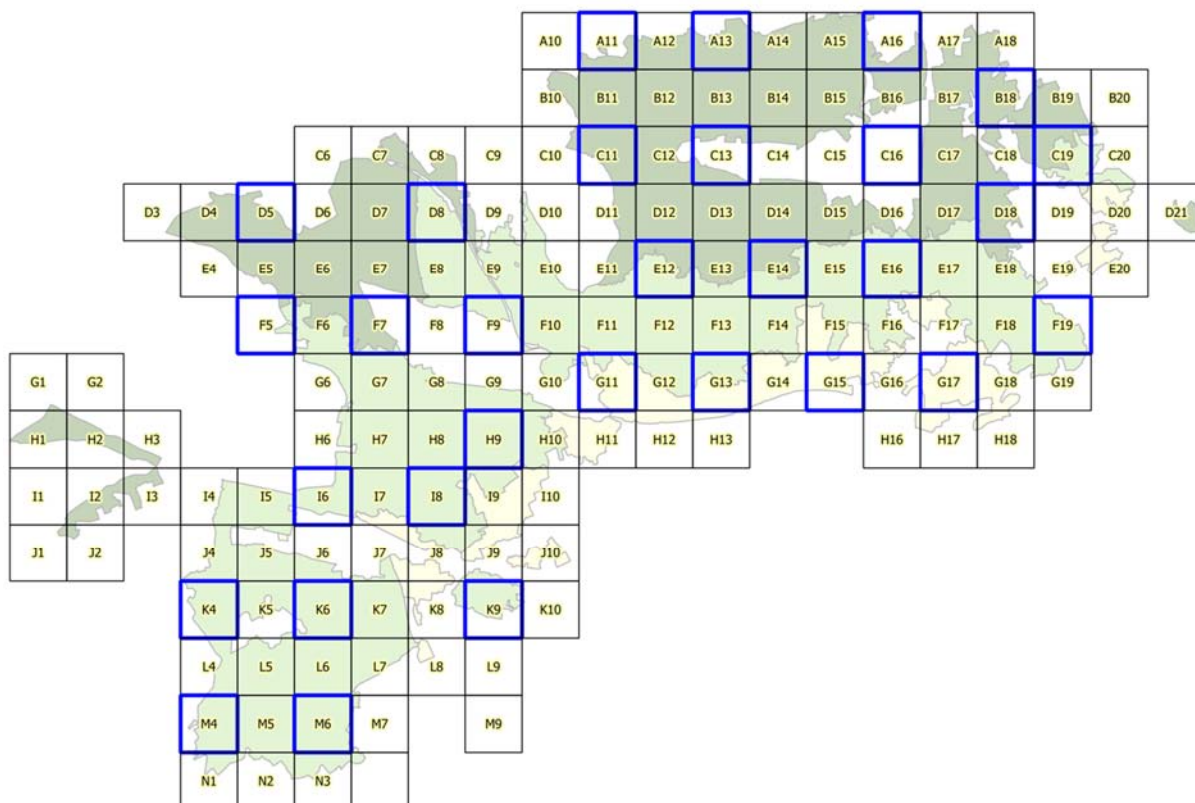 A10 A11 A12 A13 A14 A15 A16 A17 A18
B10 B11 B12 B13 B14 B15 B16 B17 B18 B19 B20
C6 C7 C8 C9 C10 C11 C12 C13 C14 C15 C16 C17 C18 C19 C20
D3 D4 D5 D6 D7 D8 D9 D10 D11 D12 D13 D14 D15 D16 D17 D18 D19 D20 D21
E4 E5 E6 E7 E8 E9 E10 E11 E12 E13 E14 E15 E16 E17 E18 E19 E20
F5 F6 F7 F8 F9 F10 F11 F12 F13 F14 F15 F16 F17 F18 F19
G1 G2 G6 G7 G8 G9 G10 G11 G12 G13 G14 G15 G16 G17 G18 G19
H1 H2 H3 H6 H7 H8 H9 H10 H11 H12 H13 H16 H17 H18
I1 I2 I3 I4 I5 I6 I7 I8 I9 I10
J1 J2 J4 J5 J6 J7 J8 J9 J10
K4 K5 K6 K7 K8 K9 K10
L4 L5 L6 L7 L8 L9
M4 M5 M6 M7 M9
N1 N2 N3